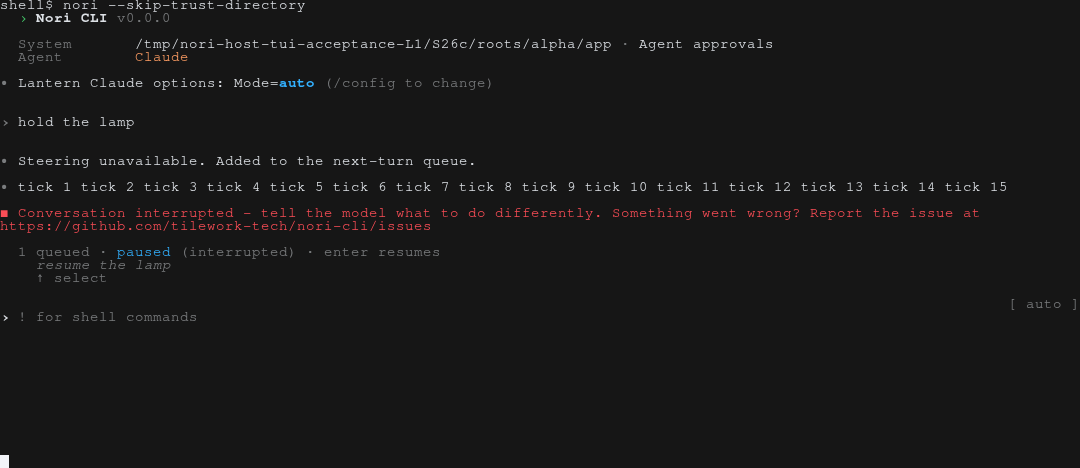 shell$ nori --skip-trust-directory
› Nori CLI v0.0.0
System /tmp/nori-host-tui-acceptance-L1/S26c/roots/alpha/app · Agent approvals
Agent Claude
• Lantern Claude options: Mode=auto (/config to change)
› hold the lamp
• Steering unavailable. Added to the next-turn queue.
• tick 1 tick 2 tick 3 tick 4 tick 5 tick 6 tick 7 tick 8 tick 9 tick 10 tick 11 tick 12 tick 13 tick 14 tick 15
■ Conversation interrupted - tell the model what to do differently. Something went wrong? Report the issue at
https://github.com/tilework-tech/nori-cli/issues
1 queued · paused (interrupted) · enter resumes
resume the lamp
↑ select
[ auto ]
› ! for shell commands